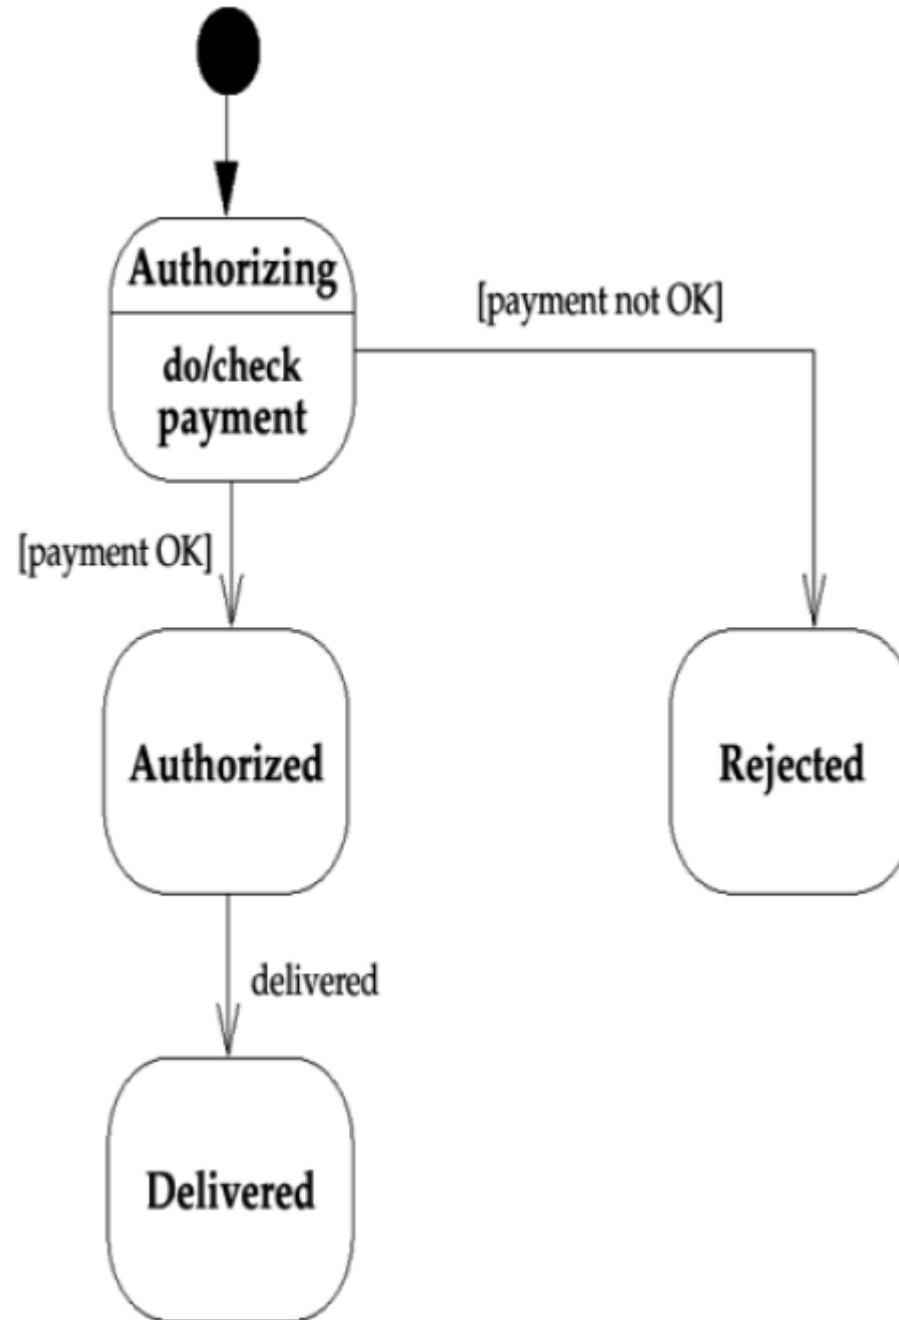 Authorizing
do/check
payment
[payment not OK]
[payment OK]
Authorized
Rejected
delivered
Delivered